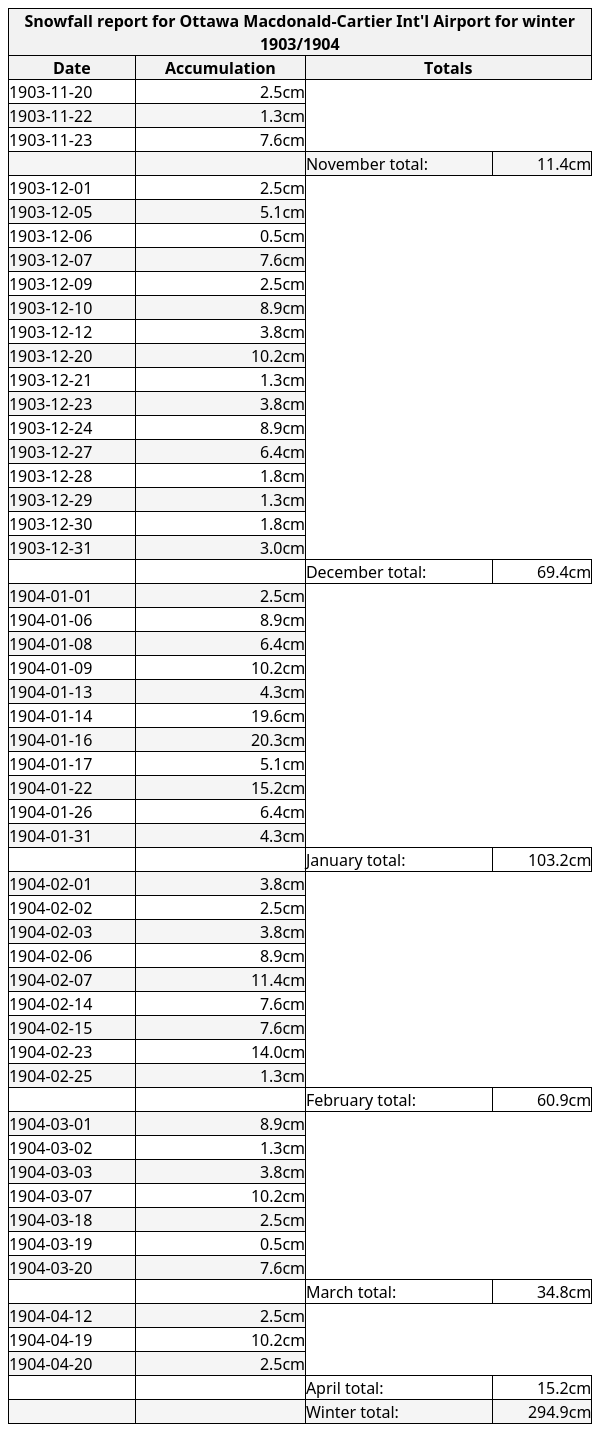 Snowfall report for Ottawa Macdonald-Cartier Int'l Airport for winter
1903/1904
Date Accumulation Totals
1903-11-20 2.5cm
1903-11-22 1.3cm
1903-11-23 7.6cm
November total: 11.4cm
1903-12-01 2.5cm
1903-12-05 5.1cm
1903-12-06 0.5cm
1903-12-07 7.6cm
1903-12-09 2.5cm
1903-12-10 8.9cm
1903-12-12 3.8cm
1903-12-20 10.2cm
1903-12-21 1.3cm
1903-12-23 3.8cm
1903-12-24 8.9cm
1903-12-27 6.4cm
1903-12-28 1.8cm
1903-12-29 1.3cm
1903-12-30 1.8cm
1903-12-31 3.0cm
December total: 69.4cm
1904-01-01 2.5cm
1904-01-06 8.9cm
1904-01-08 6.4cm
1904-01-09 10.2cm
1904-01-13 4.3cm
1904-01-14 19.6cm
1904-01-16 20.3cm
1904-01-17 5.1cm
1904-01-22 15.2cm
1904-01-26 6.4cm
1904-01-31 4.3cm
January total: 103.2cm
1904-02-01 3.8cm
1904-02-02 2.5cm
1904-02-03 3.8cm
1904-02-06 8.9cm
1904-02-07 11.4cm
1904-02-14 7.6cm
1904-02-15 7.6cm
1904-02-23 14.0cm
1904-02-25 1.3cm
February total: 60.9cm
1904-03-01 8.9cm
1904-03-02 1.3cm
1904-03-03 3.8cm
1904-03-07 10.2cm
1904-03-18 2.5cm
1904-03-19 0.5cm
1904-03-20 7.6cm
March total: 34.8cm
1904-04-12 2.5cm
1904-04-19 10.2cm
1904-04-20 2.5cm
April total: 15.2cm
Winter total: 294.9cm